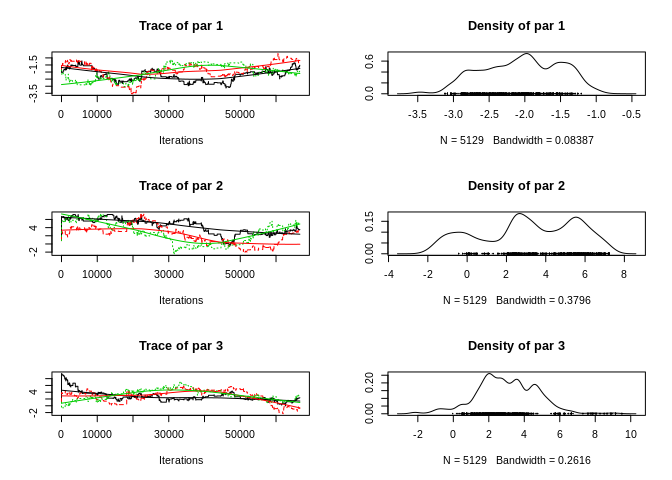 Trace of par 1
-3.5 -1.5
0 10000 30000 50000
Iterations
Density of par 1
0.0 0.6
-3.5 -3.0 -2.5 -2.0 -1.5 -1.0 -0.5
N = 5129 Bandwidth = 0.08387
Trace of par 2
-2 4
0 10000 30000 50000
Iterations
Density of par 2
0.00 0.15
-4 -2 0 2 4 6 8
N = 5129 Bandwidth = 0.3796
Trace of par 3
-2 4
0 10000 30000 50000
Iterations
Density of par 3
0.00 0.20
-2 0 2 4 6 8 10
N = 5129 Bandwidth = 0.2616